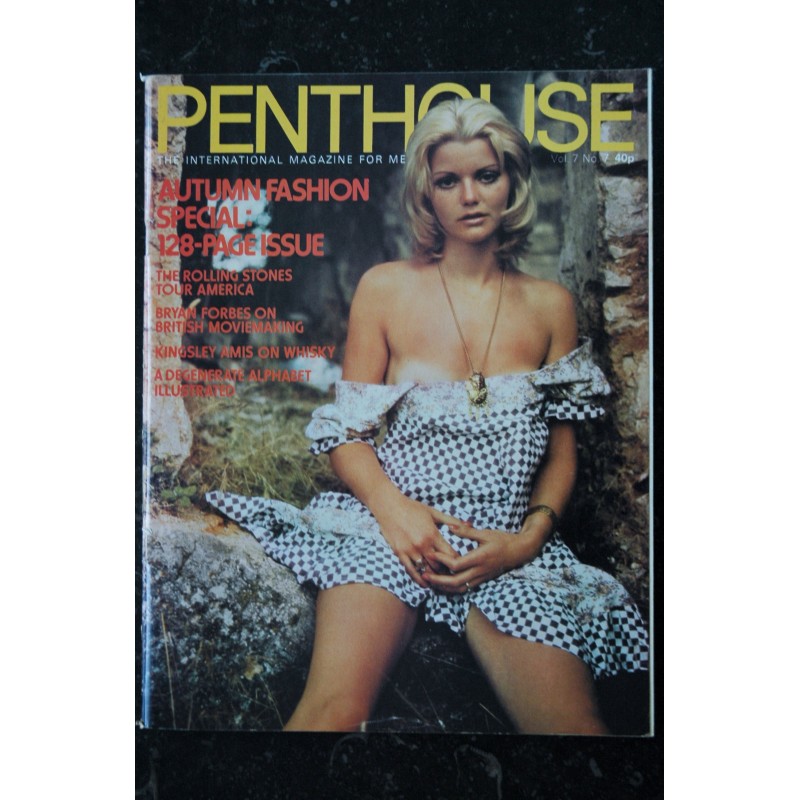 PENTHOUSE
THE INTERNATIONAL MAGAZINE FOR ME
Vol. 7 No. 7 40p
AUTUMN FASHION
SPECIAL:
128-PAGE ISSUE
THE ROLLING STONES
TOUR AMERICA
BRYAN FORBES ON
BRITISH MOVIEMAKING
KINGSLEY AMIS ON WHISKY
A DEGENERATE ALPHABET
ILLUSTRATED